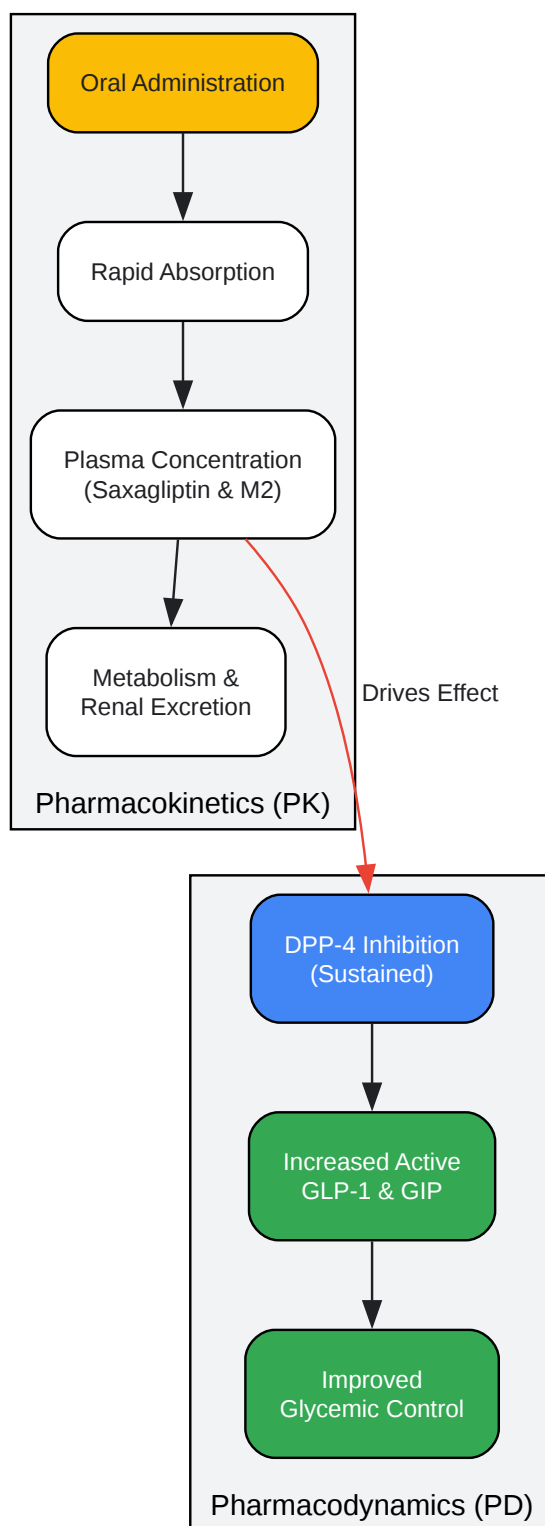 Oral Administration
Rapid Absorption
Plasma Concentration
(Saxagliptin & M2)
Metabolism &
Renal Excretion
Drives Effect
Pharmacokinetics (PK)
DPP-4 Inhibition
(Sustained)
Increased Active
GLP-1 & GIP
Improved
Glycemic Control
Pharmacodynamics (PD)